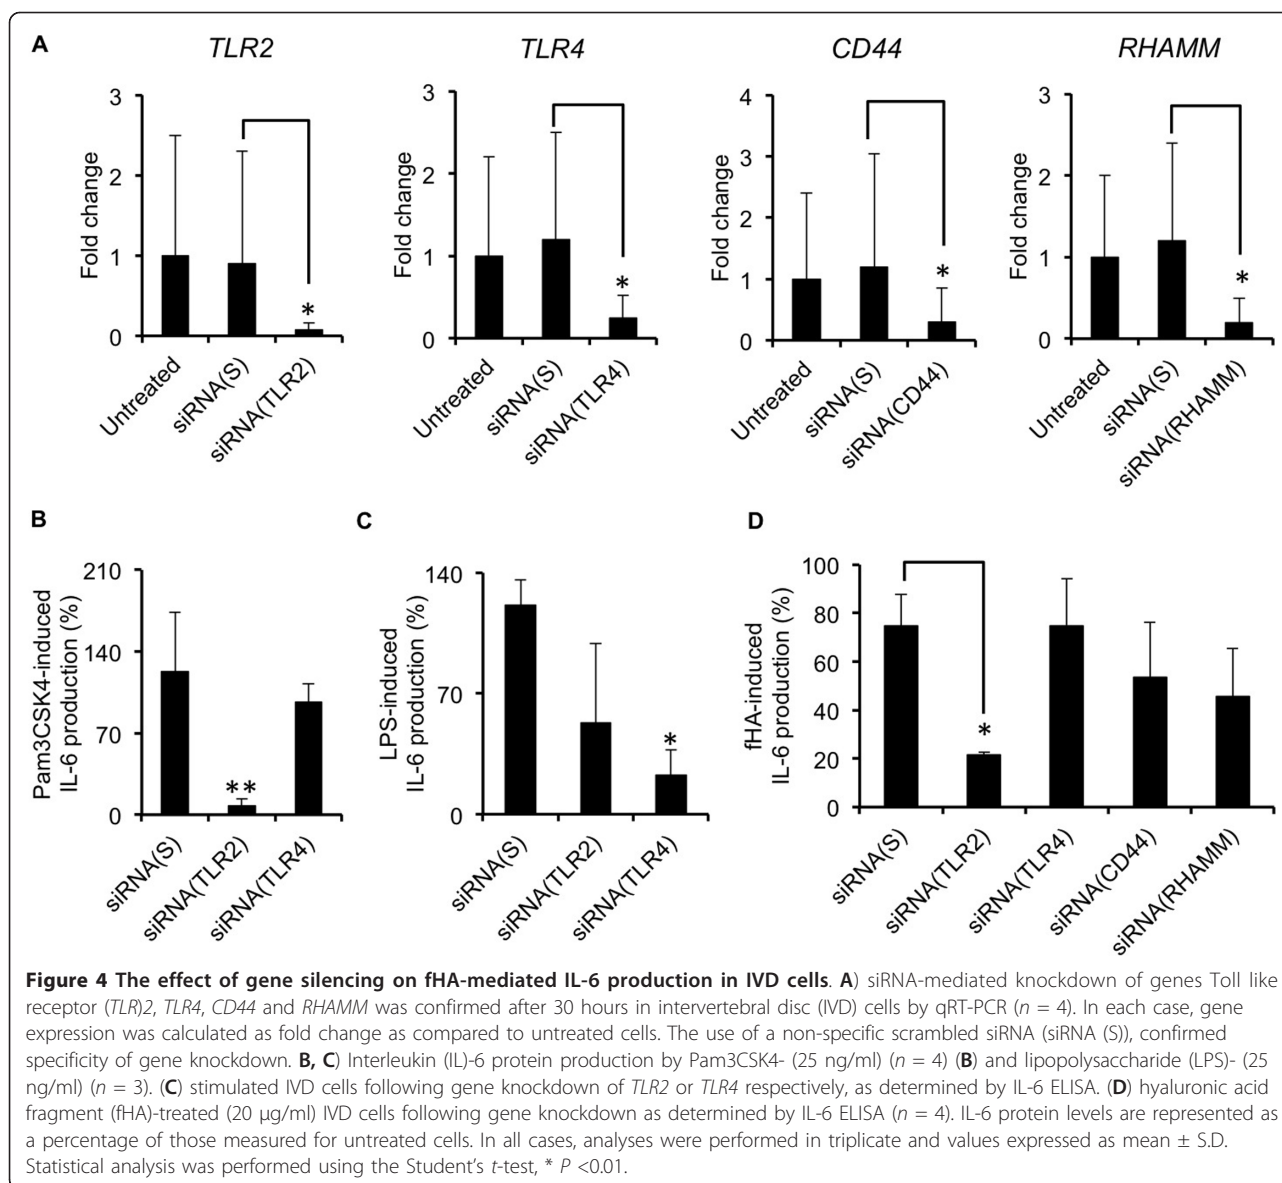 A
TLR2 TLR4 CD44 RHAMM
Fold change
3
2
1
0
*
Untreated
siRNA(S)
siRNA(TLR2)
Fold change
3
2
1
0
*
Untreated
siRNA(S)
siRNA(TLR4)
Fold change
4
3
2
1
0
*
Untreated
siRNA(S)
siRNA(CD44)
Fold change
3
2
1
0
*
Untreated
siRNA(S)
siRNA(RHAMM)
B
Pam3CSK4-induced
IL-6 production (%)
210
140
70
0
**
siRNA(S)
siRNA(TLR2)
siRNA(TLR4)
C
LPS-induced
IL-6 production (%)
140
70
0
*
siRNA(S)
siRNA(TLR2)
siRNA(TLR4)
D
fHA-induced
IL-6 production (%)
100
80
60
40
20
0
*
siRNA(S)
siRNA(TLR2)
siRNA(TLR4)
siRNA(CD44)
siRNA(RHAMM)
Figure 4 The effect of gene silencing on fHA-mediated IL-6 production in IVD cells. A) siRNA-mediated knockdown of genes Toll like
receptor (TLR)2, TLR4, CD44 and RHAMM was confirmed after 30 hours in intervertebral disc (IVD) cells by qRT-PCR (n = 4). In each case, gene
expression was calculated as fold change as compared to untreated cells. The use of a non-specific scrambled siRNA (siRNA (S)), confirmed
specificity of gene knockdown. B, C) Interleukin (IL)-6 protein production by Pam3CSK4- (25 ng/ml) (n = 4) (B) and lipopolysaccharide (LPS)- (25
ng/ml) (n = 3). (C) stimulated IVD cells following gene knockdown of TLR2 or TLR4 respectively, as determined by IL-6 ELISA. (D) hyaluronic acid
fragment (fHA)-treated (20 μg/ml) IVD cells following gene knockdown as determined by IL-6 ELISA (n = 4). IL-6 protein levels are represented as
a percentage of those measured for untreated cells. In all cases, analyses were performed in triplicate and values expressed as mean ± S.D.
Statistical analysis was performed using the Student's t-test, * P <0.01.